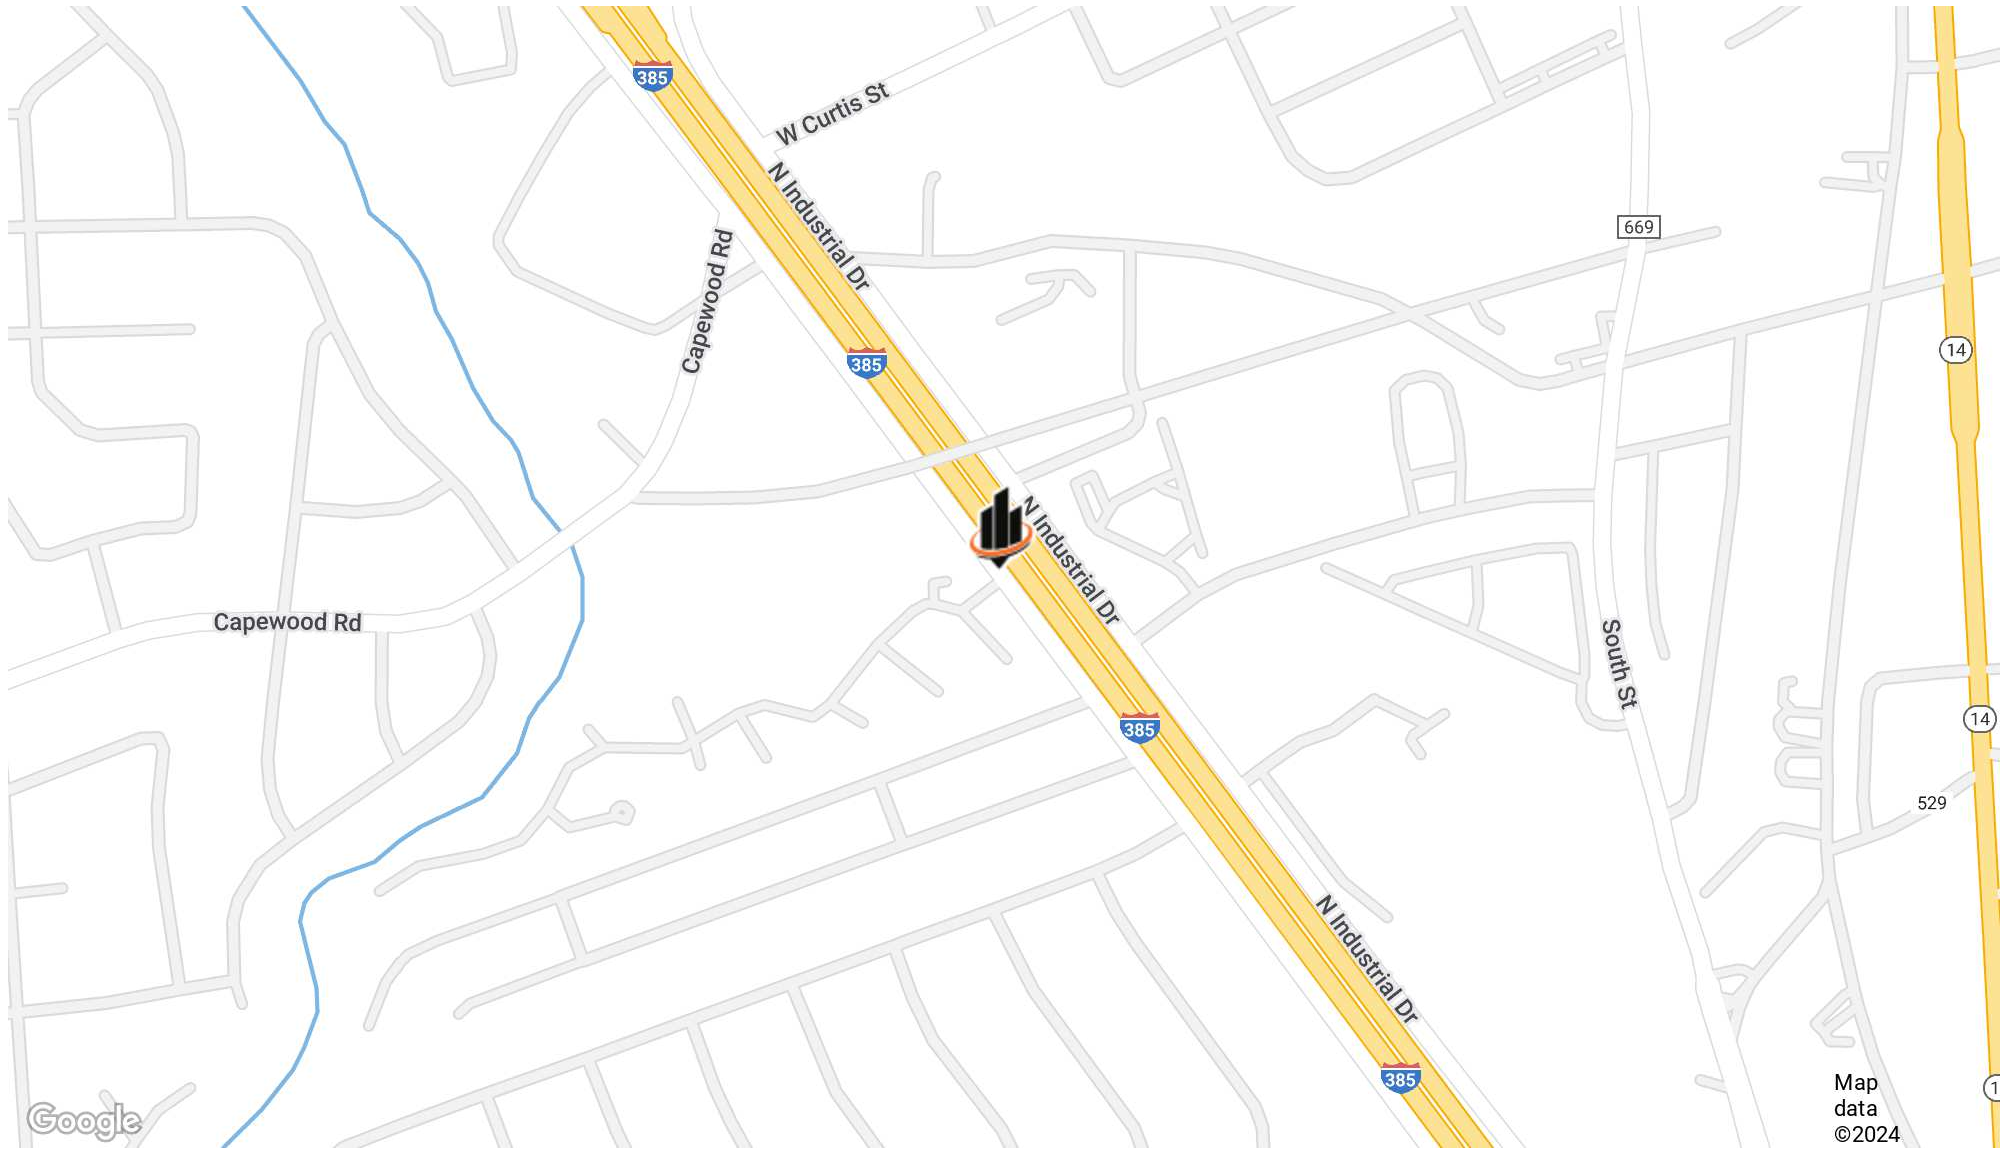 385
W Curtis St
N Industrial Dr
669
Capewood Rd
385
14
N Industrial Dr
Capewood Rd
South St
385
14
529
N Industrial Dr
385
Map
data
©2024
1
Google